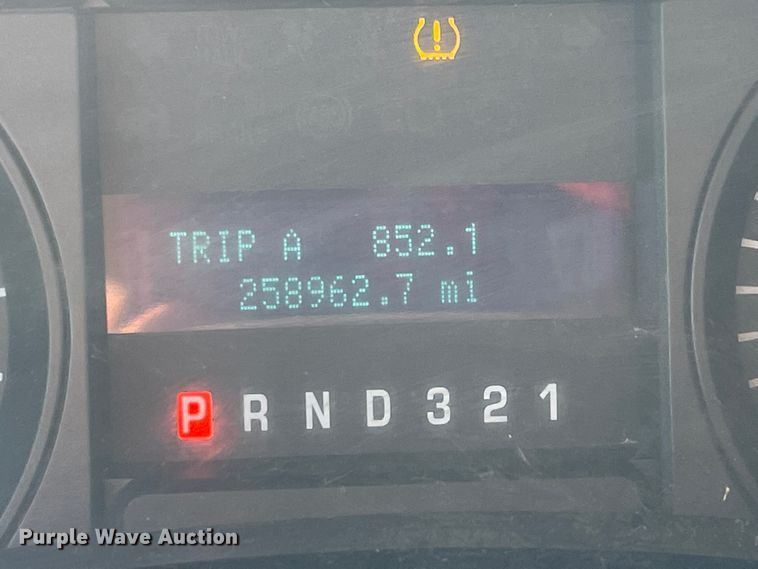 TRIP A 852.1
258962.7 mi
P R N D 3 2 1
Purple Wave Auction